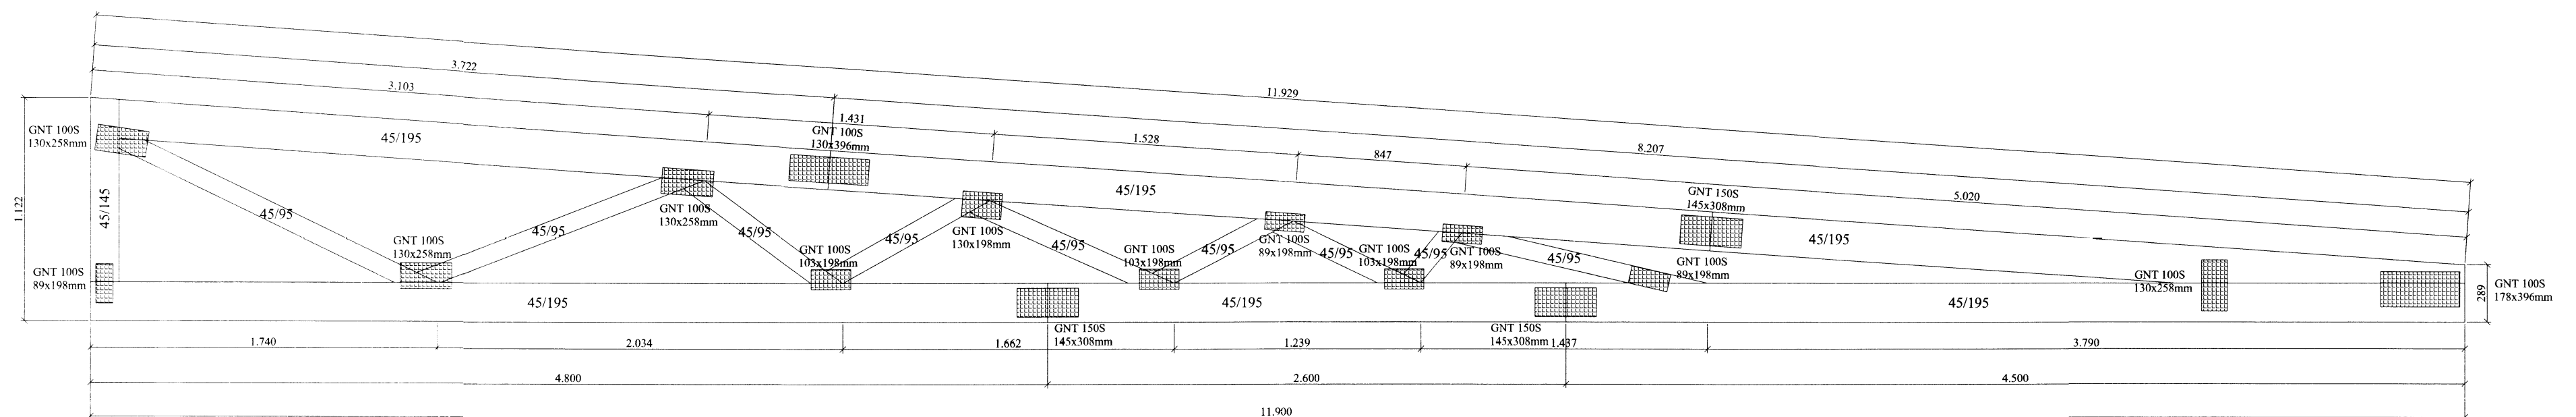 11.929
3.722
8.207
3.103
1.431
1.528
847
5.020
GNT 100S
130x258mm
45/195
GNT 100S
130x396mm
45/195
GNT 150S
145x308mm
45/195
1.122
45/145
45/95
GNT 100S
130x258mm
45/95
GNT 100S
130x258mm
45/95
GNT 100S
103x198mm
45/95
GNT 100S
130x198mm
45/95
GNT 100S
103x198mm
45/95
GNT 100S
89x198mm
45/95
GNT 100S
103x198mm
45/95
GNT 100S
89x198mm
45/95
GNT 100S
89x198mm
GNT 100S
130x258mm
GNT 100S
178x396mm
289
GNT 100S
89x198mm
45/195
45/195
45/195
GNT 150S
145x308mm
GNT 150S
145x308mm
1.740
2.034
1.662
1.239
1.437
3.790
4.800
2.600
4.500
11.900